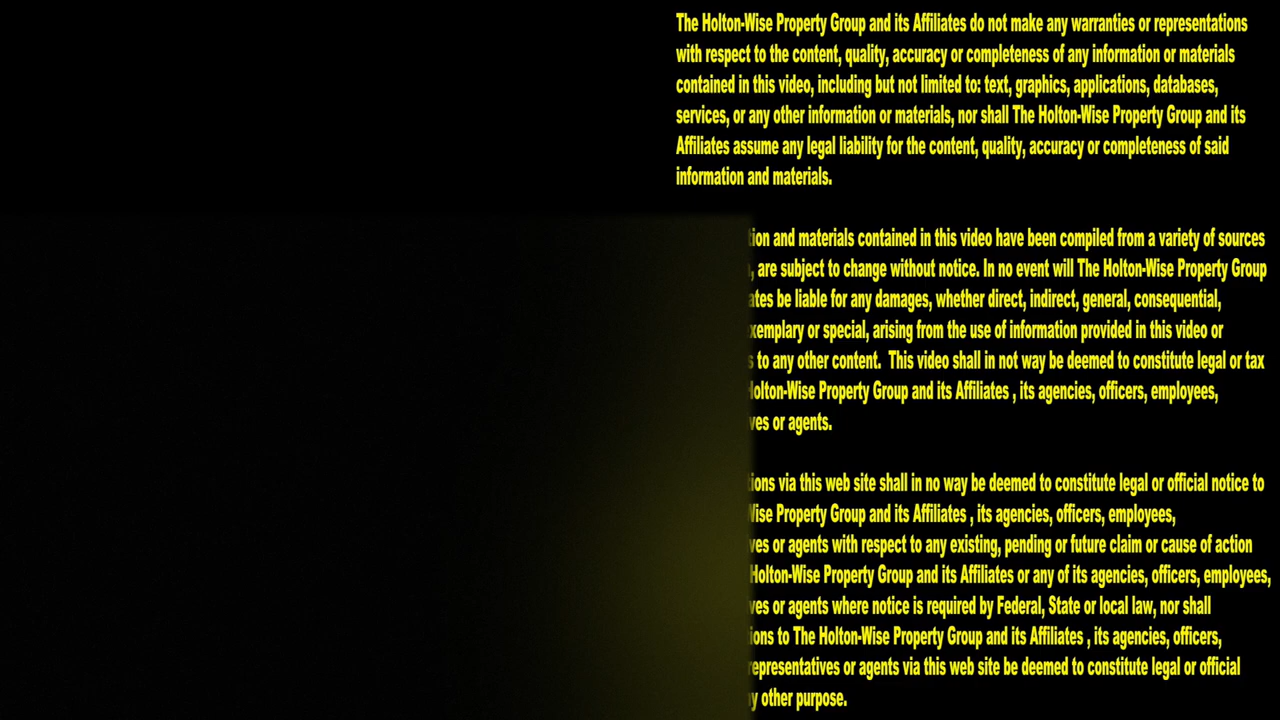 The Holton-Wise Property Group and its Affiliates do not make any warranties or representations
with respect to the content, quality, accuracy or completeness of any information or materials
contained in this video, including but not limited to: text, graphics, applications, databases,
services, or any other information or materials, nor shall The Holton-Wise Property Group and its
Affiliates assume any legal liability for the content, quality, accuracy or completeness of said
information and materials.
and materials contained in this video have been compiled from a variety of sources
are subject to change without notice. In no event will The Holton-Wise Property Group
be liable for any damages, whether direct, indirect, general, consequential,
or special, arising from the use of information provided in this video or
to any other content. This video shall in not way be deemed to constitute legal or tax
Property Group and its Affiliates , its agencies, officers, employees,
or agents.
via this web site shall in no way be deemed to constitute legal or official notice to
Property Group and its Affiliates , its agencies, officers, employees,
or agents with respect to any existing, pending or future claim or cause of action
Holton-Wise Property Group and its Affiliates or any of its agencies, officers, employees,
or agents where notice is required by Federal, State or local law, nor shall
to The Holton-Wise Property Group and its Affiliates , its agencies, officers,
representatives or agents via this web site be deemed to constitute legal or official
other purpose.